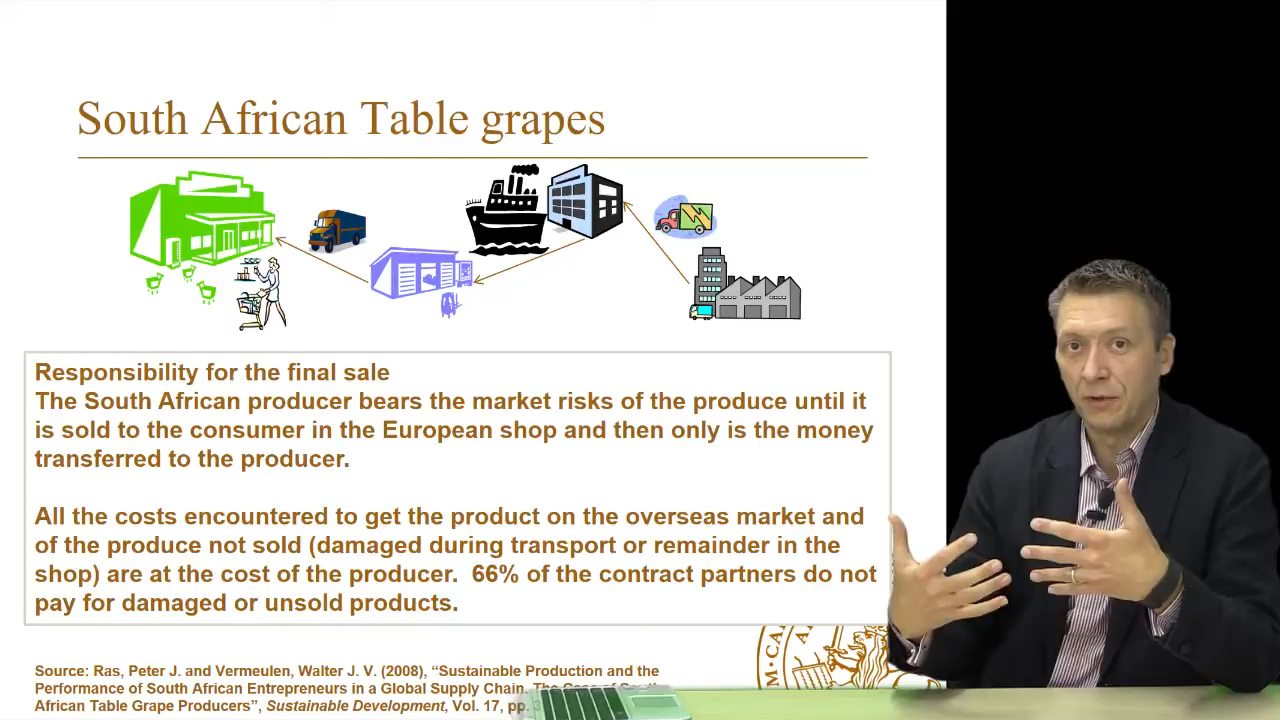 South African Table grapes
Responsibility for the final sale
The South African producer bears the market risks of the produce until it
is sold to the consumer in the European shop and then only is the money
transferred to the producer.
All the costs encountered to get the product on the overseas market and
of the produce not sold (damaged during transport or remainder in the
shop) are at the cost of the producer.  66% of the contract partners do not
pay for damaged or unsold products.
Source: Ras, Peter J. and Vermeulen, Walter J. V. (2008), “Sustainable Production and the
Performance of South African Entrepreneurs in a Global Supply Chain. The Case of South
African Table Grape Producers”, Sustainable Development, Vol. 17, pp.
M CA